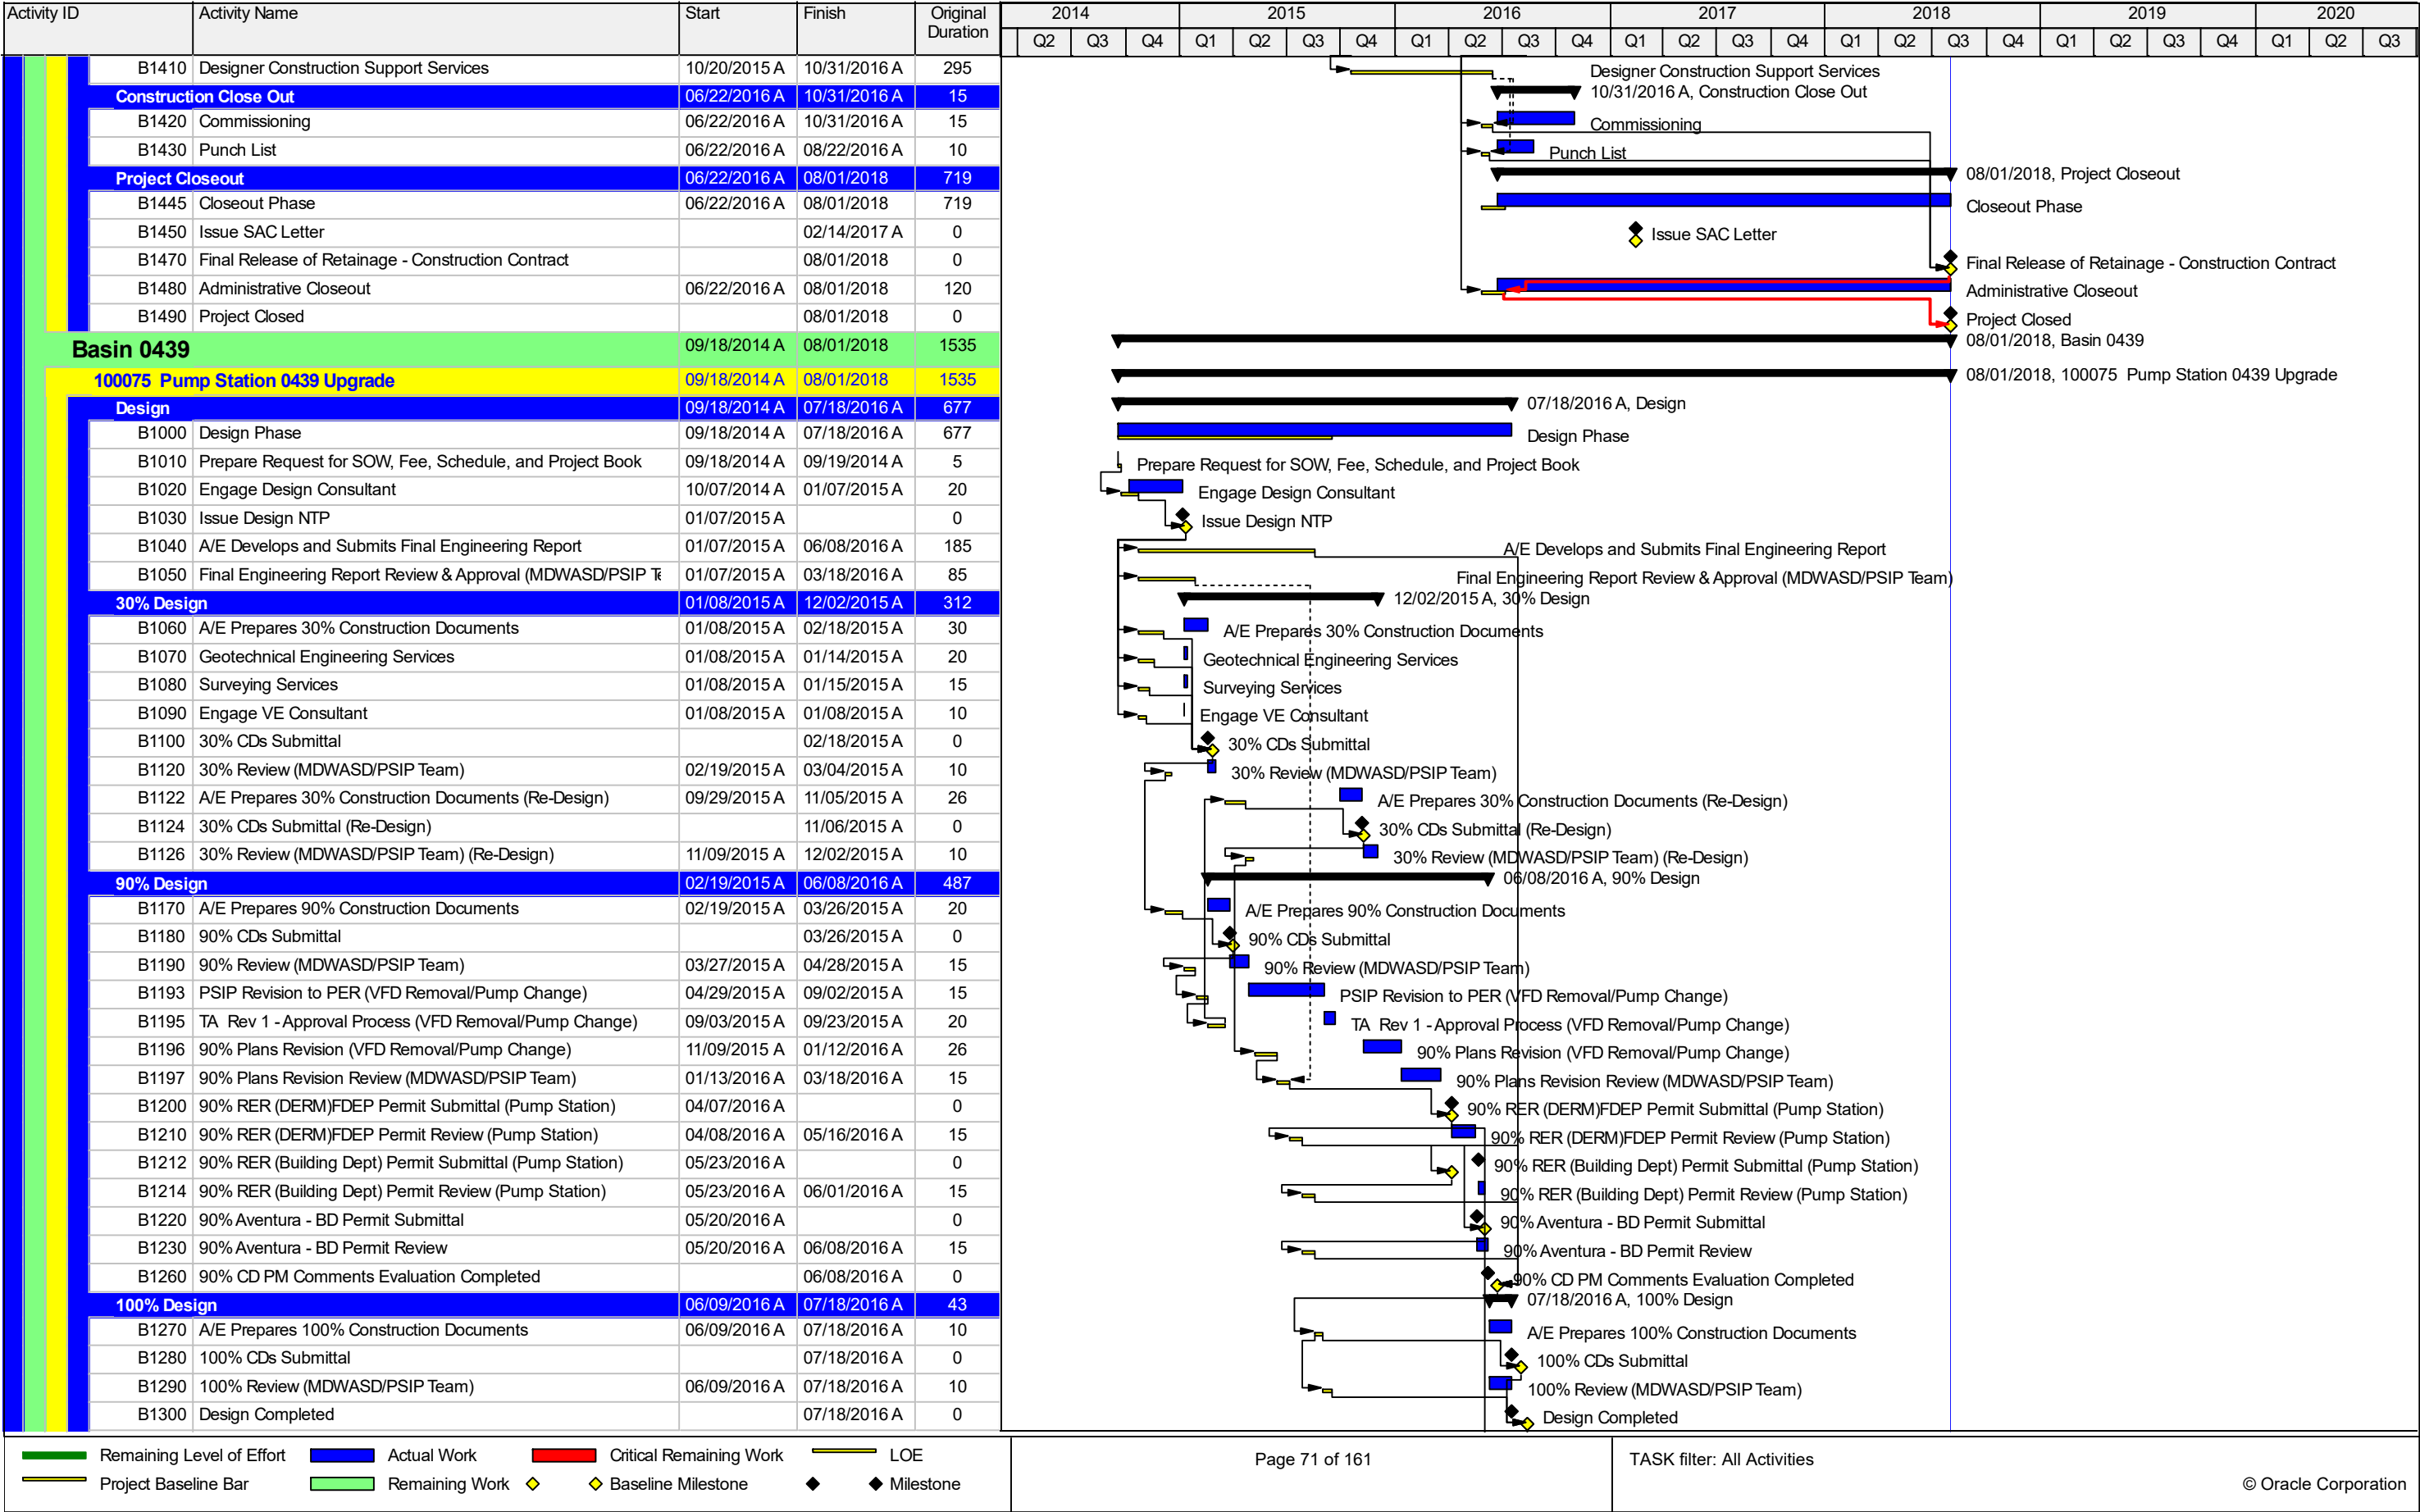 Activity ID Activity Name Start Finish Original Duration 2014 2015 2016 2017 2018 2019 2020
Q2 Q3 Q4 Q1 Q2 Q3 Q4 Q1 Q2 Q3 Q4 Q1 Q2 Q3 Q4 Q1 Q2 Q3 Q4 Q1 Q2 Q3 Q4 Q1 Q2 Q3
B1410 Designer Construction Support Services 10/20/2015 A 10/31/2016 A 295 Designer Construction Support Services
Construction Close Out 06/22/2016 A 10/31/2016 A 15 10/31/2016 A, Construction Close Out
B1420 Commissioning 06/22/2016 A 10/31/2016 A 15 Commissioning
B1430 Punch List 06/22/2016 A 08/22/2016 A 10 Punch List
Project Closeout 06/22/2016 A 08/01/2018 719 08/01/2018, Project Closeout
B1445 Closeout Phase 06/22/2016 A 08/01/2018 719 Closeout Phase
B1450 Issue SAC Letter 02/14/2017 A 0 Issue SAC Letter
B1470 Final Release of Retainage - Construction Contract 08/01/2018 0 Final Release of Retainage - Construction Contract
B1480 Administrative Closeout 06/22/2016 A 08/01/2018 120 Administrative Closeout
B1490 Project Closed 08/01/2018 0 Project Closed
Basin 0439 09/18/2014 A 08/01/2018 1535 08/01/2018, Basin 0439
100075 Pump Station 0439 Upgrade 09/18/2014 A 08/01/2018 1535 08/01/2018, 100075 Pump Station 0439 Upgrade
Design 09/18/2014 A 07/18/2016 A 677 07/18/2016 A, Design
B1000 Design Phase 09/18/2014 A 07/18/2016 A 677 Design Phase
B1010 Prepare Request for SOW, Fee, Schedule, and Project Book 09/18/2014 A 09/19/2014 A 5 Prepare Request for SOW, Fee, Schedule, and Project Book
B1020 Engage Design Consultant 10/07/2014 A 01/07/2015 A 20 Engage Design Consultant
B1030 Issue Design NTP 01/07/2015 A 0 Issue Design NTP
B1040 A/E Develops and Submits Final Engineering Report 01/07/2015 A 06/08/2016 A 185 A/E Develops and Submits Final Engineering Report
B1050 Final Engineering Report Review & Approval (MDWASD/PSIP Te 01/07/2015 A 03/18/2016 A 85 Final Engineering Report Review & Approval (MDWASD/PSIP Team)
30% Design 01/08/2015 A 12/02/2015 A 312 12/02/2015 A, 30% Design
B1060 A/E Prepares 30% Construction Documents 01/08/2015 A 02/18/2015 A 30 A/E Prepares 30% Construction Documents
B1070 Geotechnical Engineering Services 01/08/2015 A 01/14/2015 A 20 Geotechnical Engineering Services
B1080 Surveying Services 01/08/2015 A 01/15/2015 A 15 Surveying Services
B1090 Engage VE Consultant 01/08/2015 A 01/08/2015 A 10 Engage VE Consultant
B1100 30% CDs Submittal 02/18/2015 A 0 30% CDs Submittal
B1120 30% Review (MDWASD/PSIP Team) 02/19/2015 A 03/04/2015 A 10 30% Review (MDWASD/PSIP Team)
B1122 A/E Prepares 30% Construction Documents (Re-Design) 09/29/2015 A 11/05/2015 A 26 A/E Prepares 30% Construction Documents (Re-Design)
B1124 30% CDs Submittal (Re-Design) 11/06/2015 A 0 30% CDs Submittal (Re-Design)
B1126 30% Review (MDWASD/PSIP Team) (Re-Design) 11/09/2015 A 12/02/2015 A 10 30% Review (MDWASD/PSIP Team) (Re-Design)
90% Design 02/19/2015 A 06/08/2016 A 487 06/08/2016 A, 90% Design
B1170 A/E Prepares 90% Construction Documents 02/19/2015 A 03/26/2015 A 20 A/E Prepares 90% Construction Documents
B1180 90% CDs Submittal 03/26/2015 A 0 90% CDs Submittal
B1190 90% Review (MDWASD/PSIP Team) 03/27/2015 A 04/28/2015 A 15 90% Review (MDWASD/PSIP Team)
B1193 PSIP Revision to PER (VFD Removal/Pump Change) 04/29/2015 A 09/02/2015 A 15 PSIP Revision to PER (VFD Removal/Pump Change)
B1195 TA Rev 1 - Approval Process (VFD Removal/Pump Change) 09/03/2015 A 09/23/2015 A 20 TA Rev 1 - Approval Process (VFD Removal/Pump Change)
B1196 90% Plans Revision (VFD Removal/Pump Change) 11/09/2015 A 01/12/2016 A 26 90% Plans Revision (VFD Removal/Pump Change)
B1197 90% Plans Revision Review (MDWASD/PSIP Team) 01/13/2016 A 03/18/2016 A 15 90% Plans Revision Review (MDWASD/PSIP Team)
B1200 90% RER (DERM)FDEP Permit Submittal (Pump Station) 04/07/2016 A 0 90% RER (DERM)FDEP Permit Submittal (Pump Station)
B1210 90% RER (DERM)FDEP Permit Review (Pump Station) 04/08/2016 A 05/16/2016 A 15 90% RER (DERM)FDEP Permit Review (Pump Station)
B1212 90% RER (Building Dept) Permit Submittal (Pump Station) 05/23/2016 A 0 90% RER (Building Dept) Permit Submittal (Pump Station)
B1214 90% RER (Building Dept) Permit Review (Pump Station) 05/23/2016 A 06/01/2016 A 15 90% RER (Building Dept) Permit Review (Pump Station)
B1220 90% Aventura - BD Permit Submittal 05/20/2016 A 0 90% Aventura - BD Permit Submittal
B1230 90% Aventura - BD Permit Review 05/20/2016 A 06/08/2016 A 15 90% Aventura - BD Permit Review
B1260 90% CD PM Comments Evaluation Completed 06/08/2016 A 0 90% CD PM Comments Evaluation Completed
100% Design 06/09/2016 A 07/18/2016 A 43 07/18/2016 A, 100% Design
B1270 A/E Prepares 100% Construction Documents 06/09/2016 A 07/18/2016 A 10 A/E Prepares 100% Construction Documents
B1280 100% CDs Submittal 07/18/2016 A 0 100% CDs Submittal
B1290 100% Review (MDWASD/PSIP Team) 06/09/2016 A 07/18/2016 A 10 100% Review (MDWASD/PSIP Team)
B1300 Design Completed 07/18/2016 A 0 Design Completed
Remaining Level of Effort Actual Work Critical Remaining Work LOE Page 71 of 161 TASK filter: All Activities
Project Baseline Bar Remaining Work Baseline Milestone Milestone © Oracle Corporation